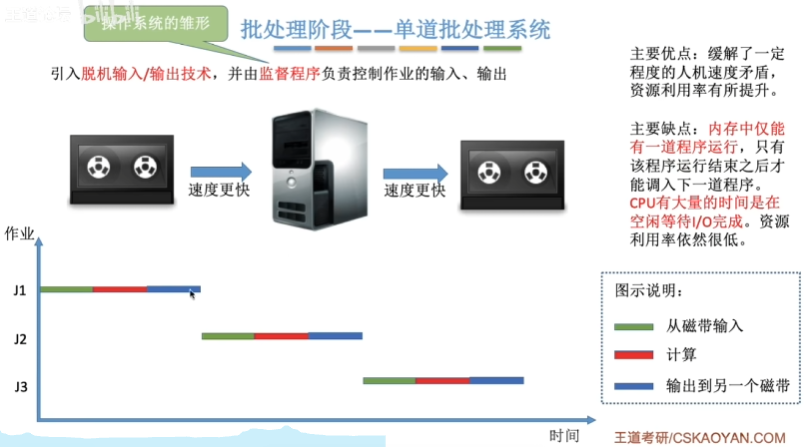 操作系统的雏形
bilibili
批处理阶段——单道批处理系统
引入脱机输入/输出技术，并由监督程序负责控制作业的输入、输出
速度更快
速度更快
主要优点：缓解了一定
程度的人机速度矛盾，
资源利用率有所提升。
主要缺点：内存中仅能
有一道程序运行，只有
该程序运行结束之后才
能调入下一道程序。
CPU有大量的时间是在
空闲等待I/O完成。资源
利用率依然很低。
作业
J1
J2
J3
时间
图示说明：
从磁带输入
计算
输出到另一个磁带
王道考研/CSKAOYAN.COM